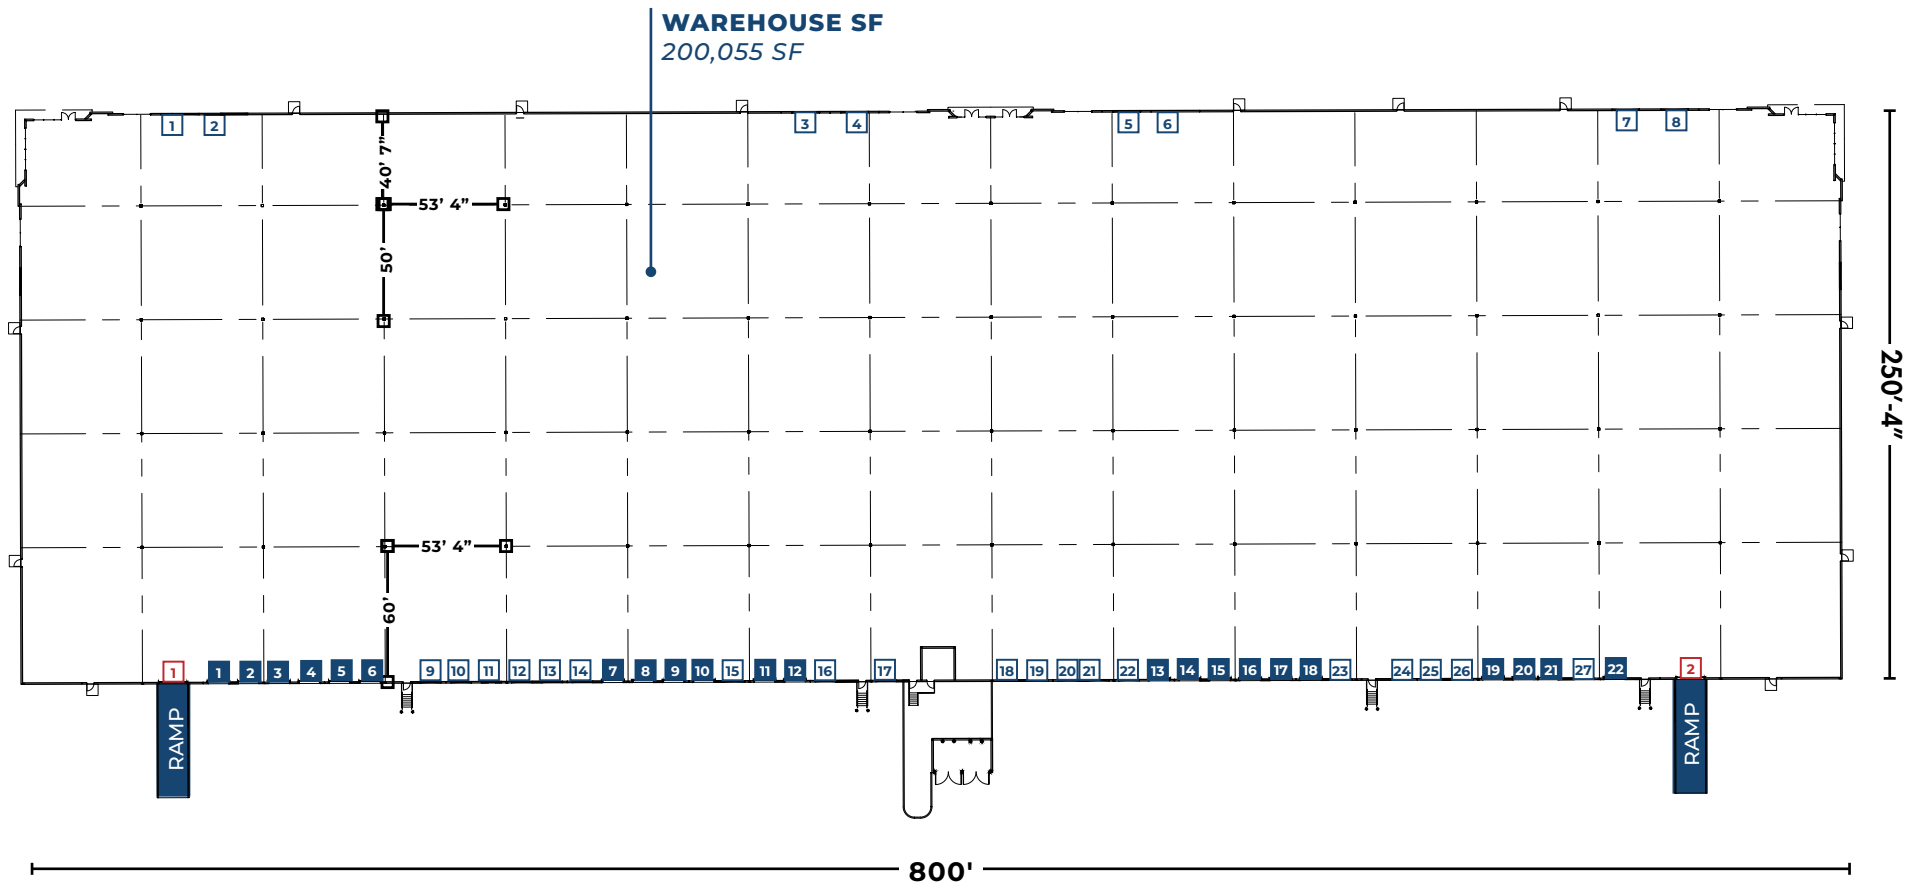 WAREHOUSE SF
200,055 SF
1 2 3 4 5 6 7 8
40' 7”
53' 4”
50'
250'-4”
53' 4”
60'
1 1 2 3 4 5 6 9 10 11 12 13 14 7 8 9 10 15 11 12 16 17 18 19 20 21 22 13 14 15 16 17 18 23 24 25 26 19 20 21 27 22 2
RAMP RAMP
800'